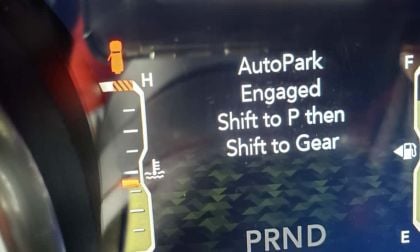 H
F
AutoPark
Engaged
Shift to P then
Shift to Gear
E
PRND